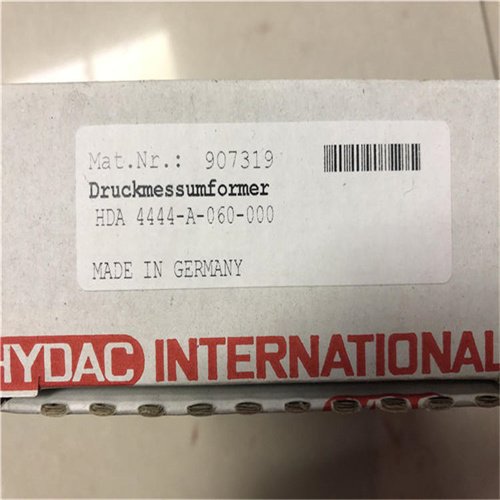 Mat.Nr.: 907319
Druckmessumformer
HDA 4444-A-060-000
MADE IN GERMANY
HYDAC INTERNATIONAL